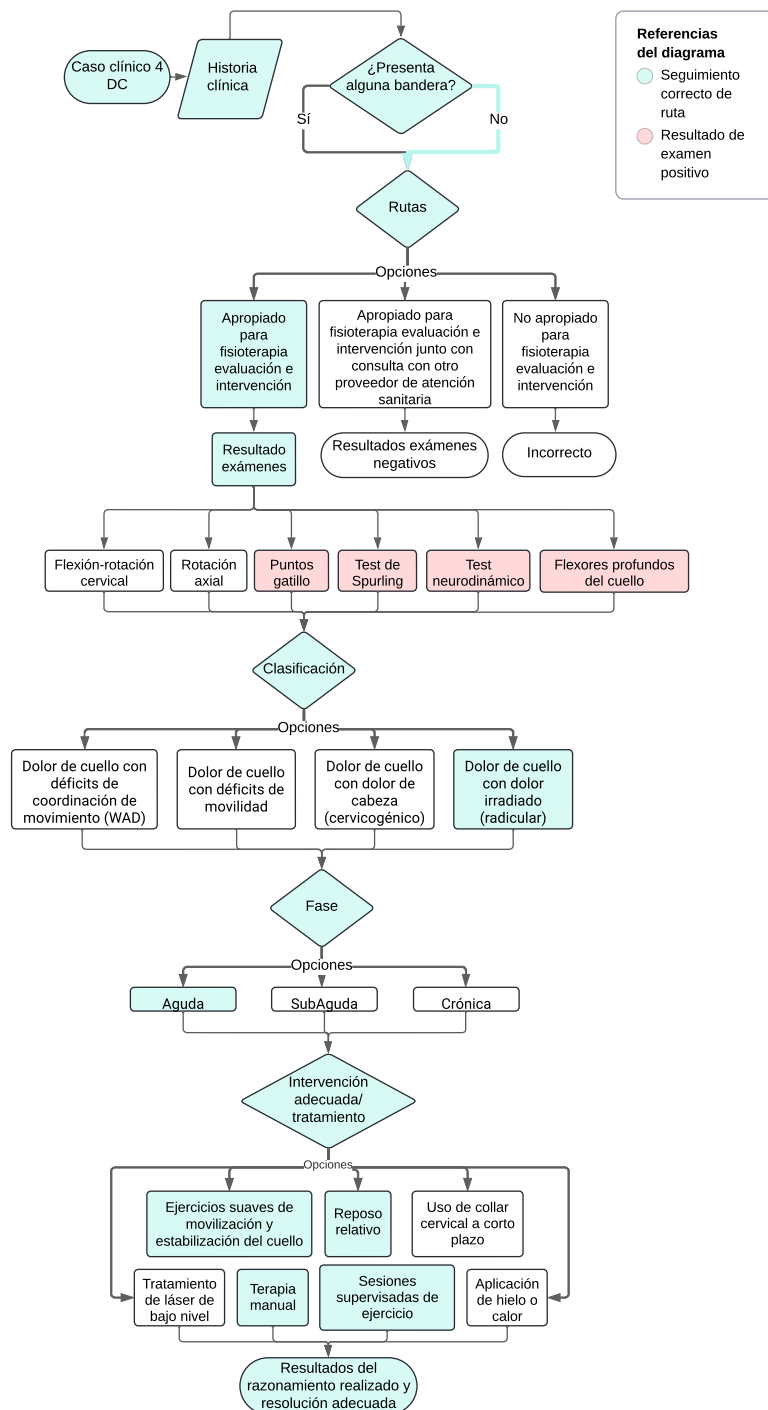 Caso clínico 4
DC
Historia
clínica
¿Presenta
alguna bandera?
Sí
No
Referencias
del diagrama
Seguimiento
correcto de
ruta
Resultado de
examen
positivo
Rutas
Opciones
Apropiado
para
fisioterapia
evaluación e
intervención
Apropiado para
fisioterapia evaluación e
intervención junto con
consulta con otro
proveedor de atención
sanitaria
No apropiado
para
fisioterapia
evaluación e
intervención
Resultado
exámenes
Resultados exámenes
negativos
Incorrecto
Flexión-rotación
cervical
Rotación
axial
Puntos
gatillo
Test de
Spurling
Test
neurodinámico
Flexores profundos
del cuello
Clasificación
Opciones
Dolor de cuello con
déficits de
coordinación de
movimiento (WAD)
Dolor de cuello
con déficits de
movilidad
Dolor de cuello
con dolor de
cabeza
(cervicogénico)
Dolor de cuello
con dolor
irradiado
(radicular)
Fase
Opciones
Aguda
SubAguda
Crónica
Intervención
adecuada/
tratamiento
Opciones
Ejercicios suaves de
movilización y
estabilización del cuello
Reposo
relativo
Uso de collar
cervical a corto
plazo
Tratamiento
de láser de
bajo nivel
Terapia
manual
Sesiones
supervisadas de
ejercicio
Aplicación
de hielo o
calor
Resultados del
razonamiento realizado y
resolución adecuada